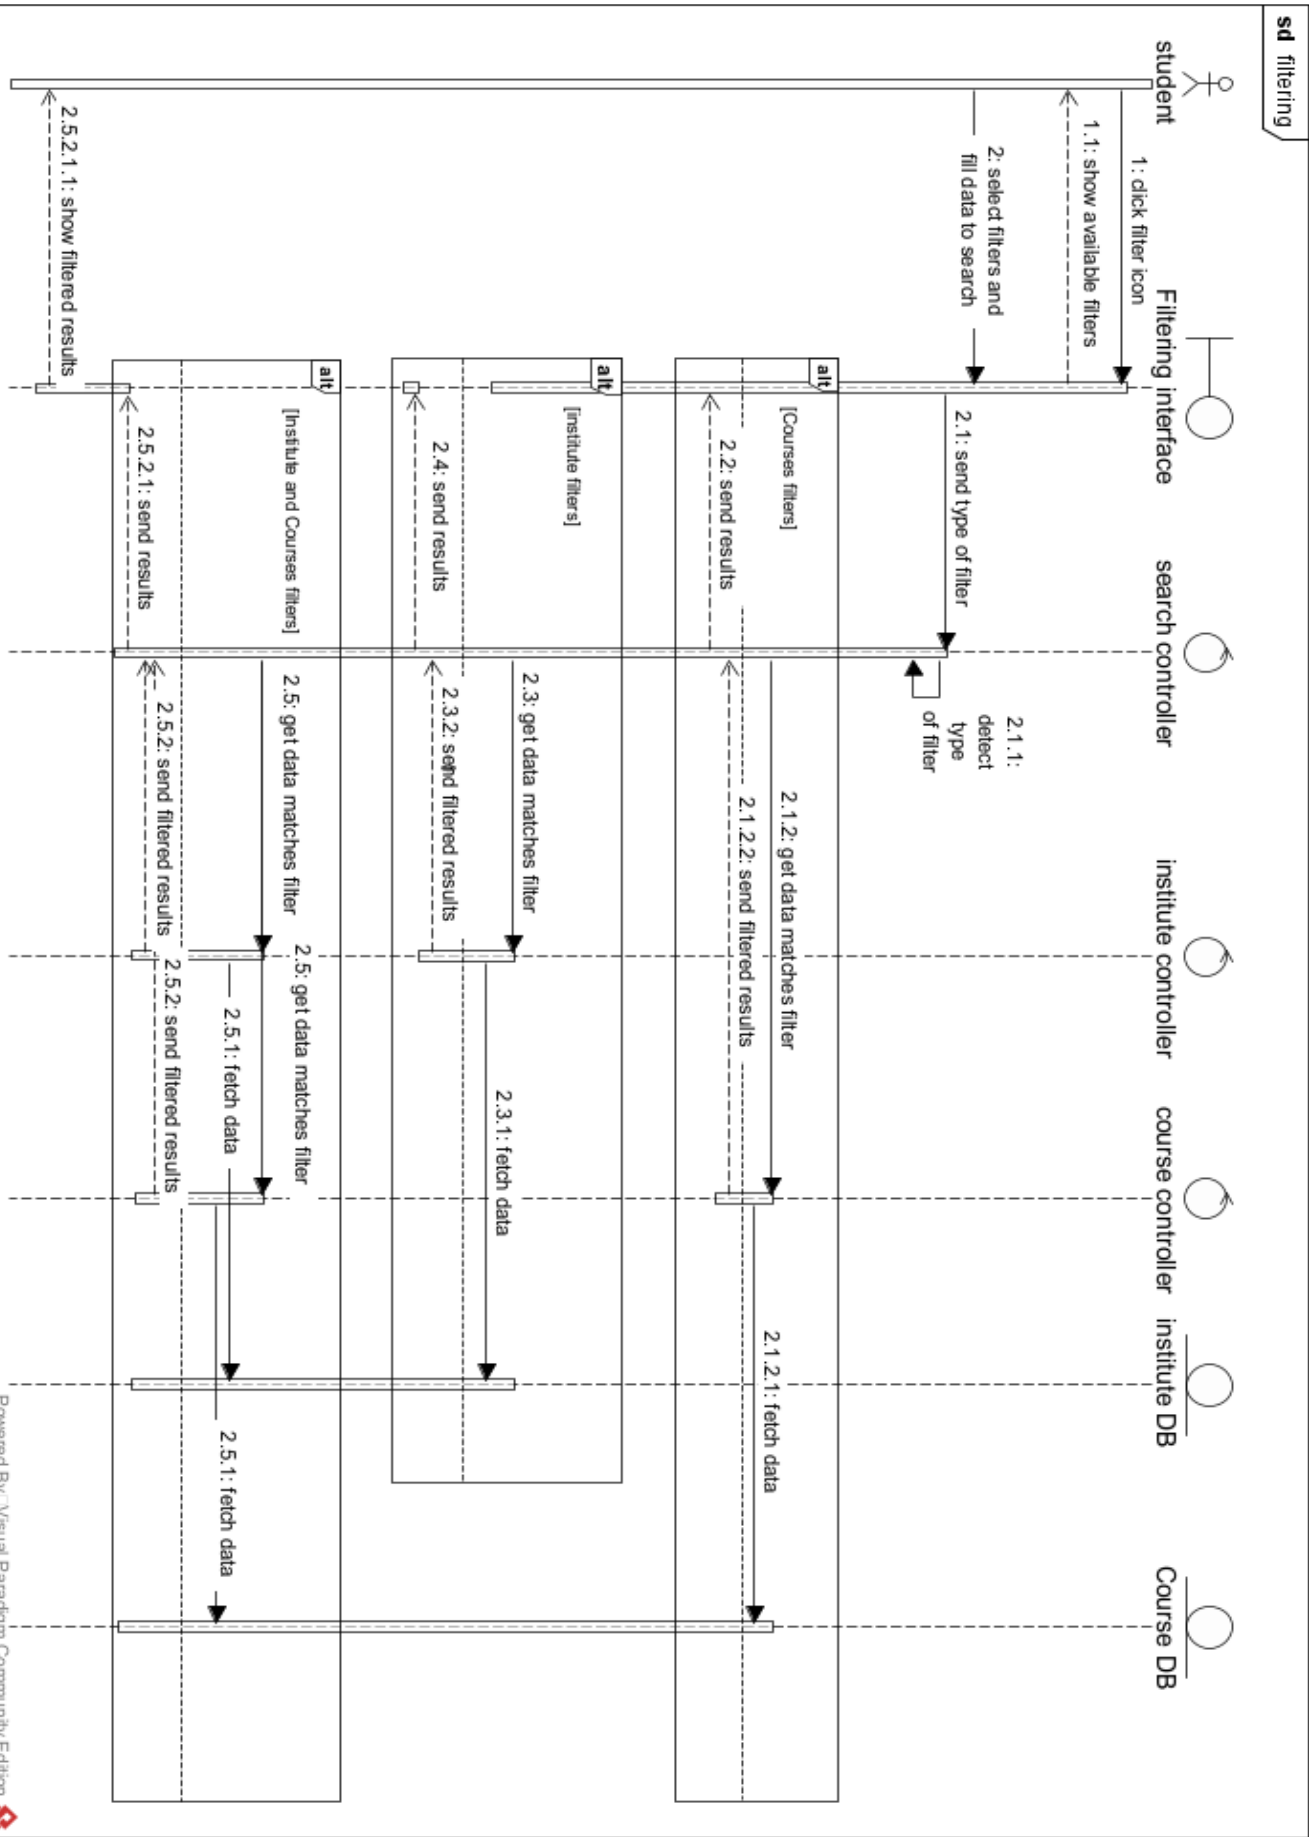 sd filtering
student
Filtering interface
search controller
institute controller
course controller
institute DB
Course DB
1: click filter icon
1.1: show available filters
2: select filters and
fill data to search
2.1: send type of filter
2.1.1:
detect
type
of filter
alt
[Courses filters]
2.1.2: get data matches filter
2.1.2.1: fetch data
2.1.2.2: send filtered results
2.2: send results
alt
[institute filters]
2.3: get data matches filter
2.3.1: fetch data
2.3.2: send filtered results
2.4: send results
alt
[Institute and Courses filters]
2.5: get data matches filter
2.5: get data matches filter
2.5.1: fetch data
2.5.1: fetch data
2.5.2: send filtered results
2.5.2: send filtered results
2.5.2.1: send results
2.5.2.1.1: show filtered results
Powered By Visual Paradigm Community Edition